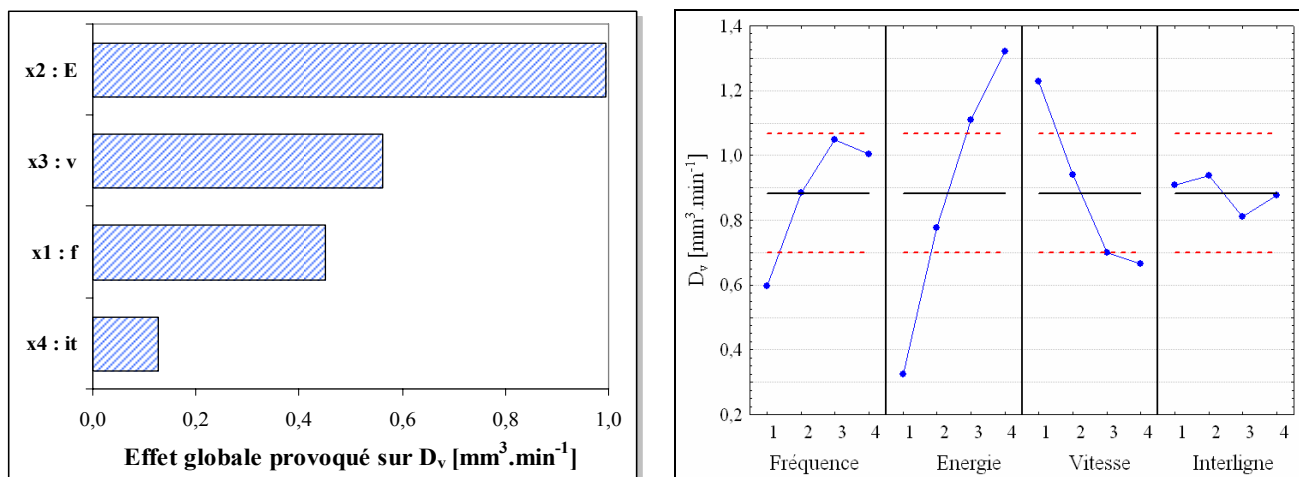 x2 : E
x3 : v
x1 : f
x4 : it
0,0 0,2 0,4 0,6 0,8 1,0
Effet globale provoqué sur Dv [mm³.min⁻¹]
Dv [mm³.min⁻¹]
1,4
1,2
1,0
0,8
0,6
0,4
0,2
1 2 3 4 1 2 3 4 1 2 3 4 1 2 3 4
Fréquence Energie Vitesse Interligne